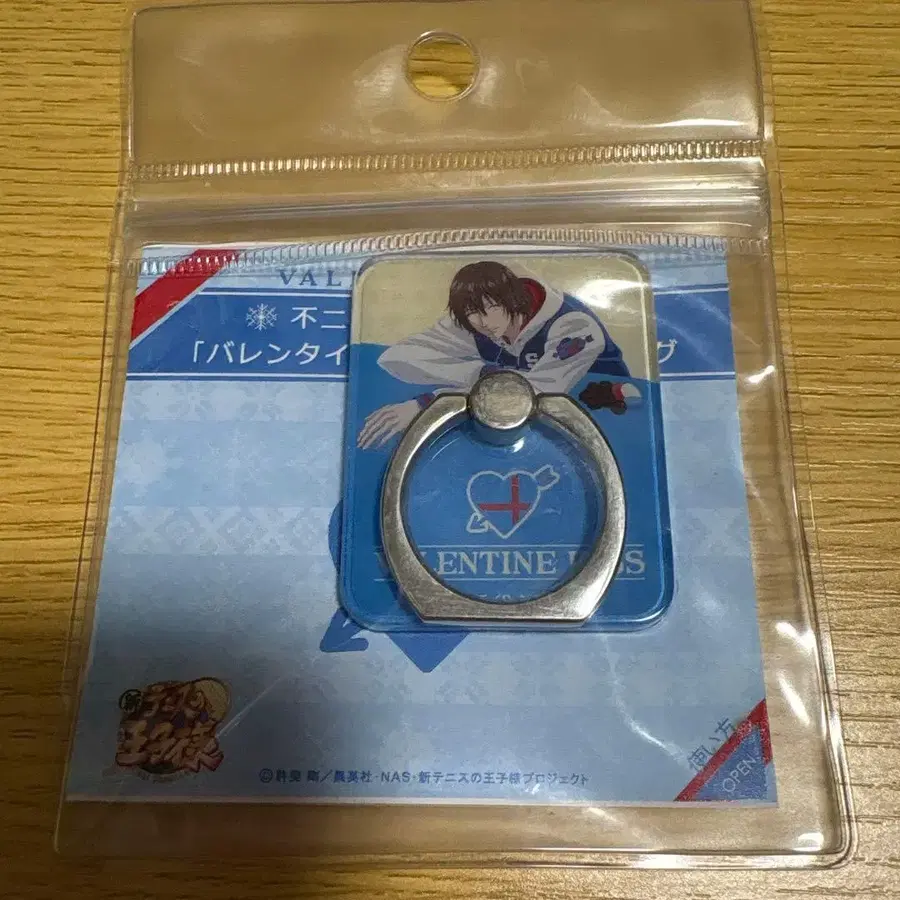 VAL
不二
「バレンタイ グ
S
VALENTINE KISS
新テニスの
王子様
使い方
OPEN
©許斐 剛／集英社・NAS・新テニスの王子様プロジェクト